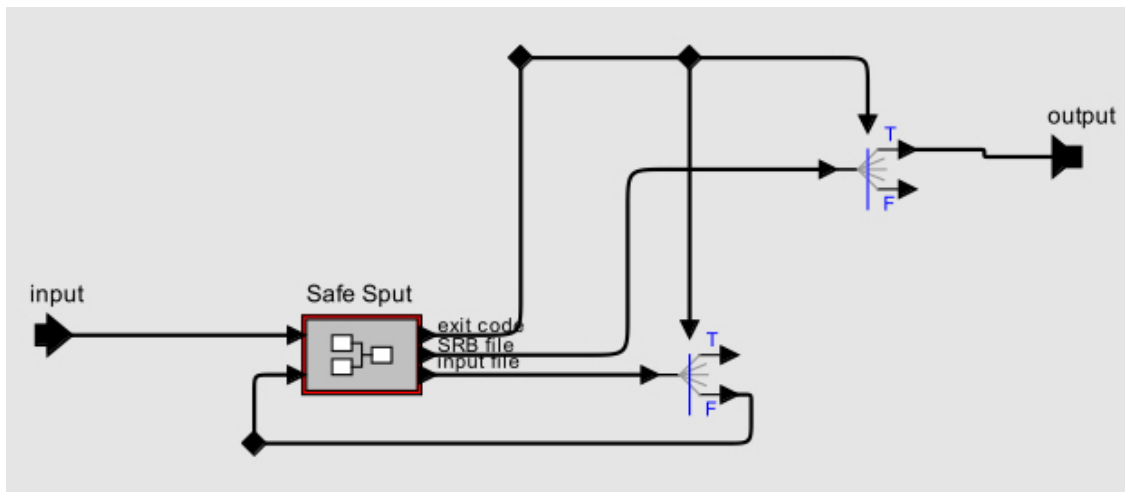 output
T
F
input
Safe Sput
exit code
SRB file
input file
T
F